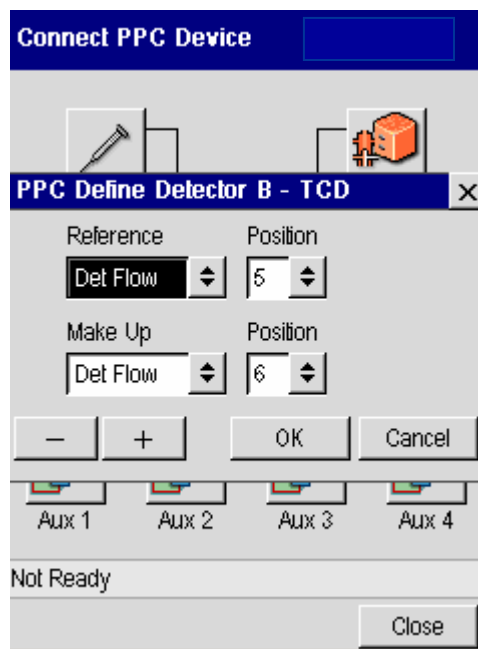 Connect PPC Device
PPC Define Detector B - TCD
Reference Position
Det Flow 5
Make Up Position
Det Flow 6
− + OK Cancel
Aux 1 Aux 2 Aux 3 Aux 4
Not Ready
Close